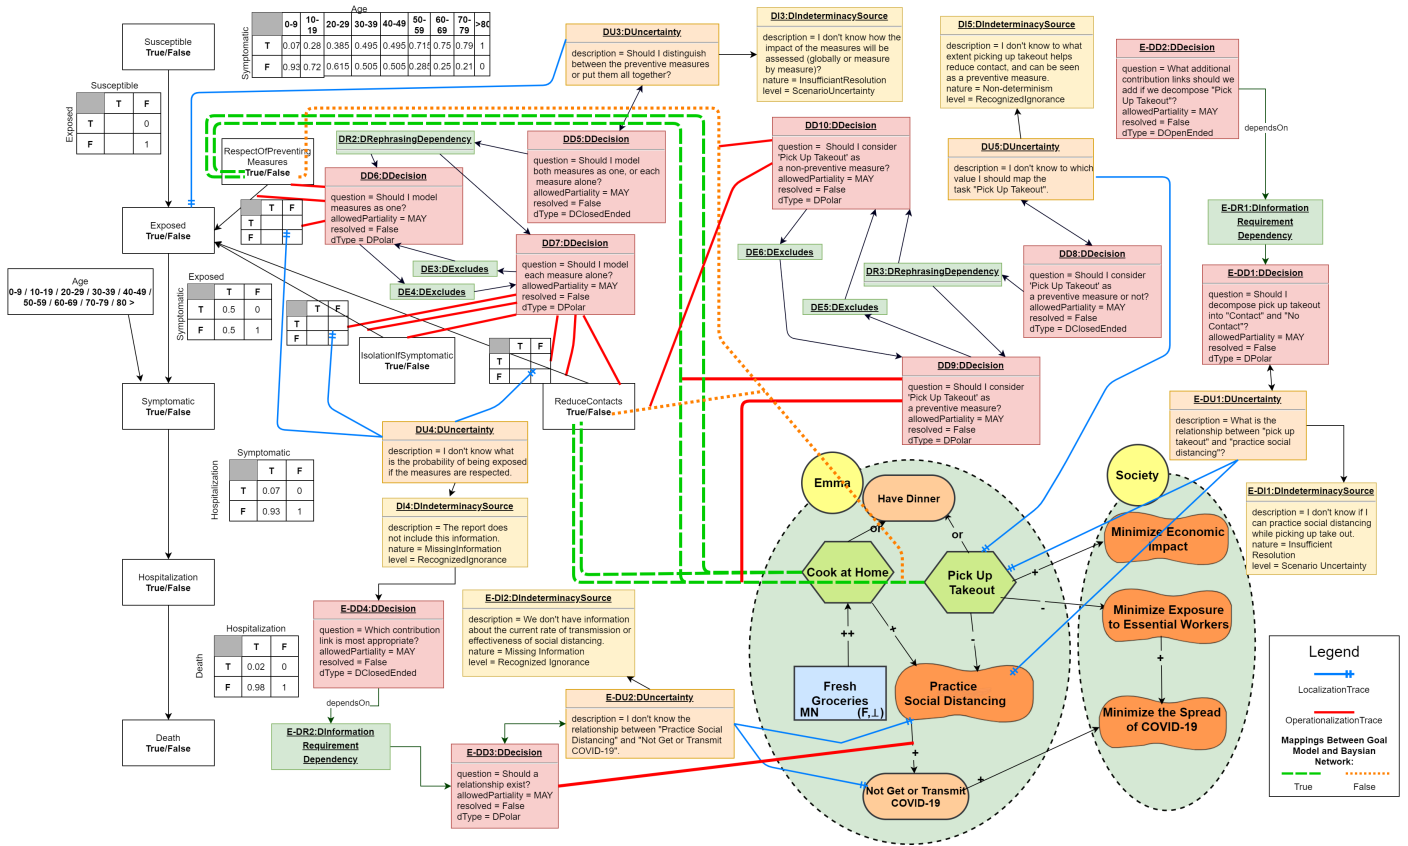 Susceptible
True/False
Age
Symptomatic
0-9
10-
19
20-29
30-39
40-49
50-
59
60-
69
70-
79
>80
T
0.07
0.28
0.385
0.495
0.495
0.715
0.75
0.79
1
F
0.93
0.72
0.615
0.505
0.505
0.285
0.25
0.21
0
Susceptible
Exposed
T
F
T
0
F
1
RespectOfPreventing
Measures
True/False
T
F
T
F
Exposed
True/False
Age
0-9 / 10-19 / 20-29 / 30-39 / 40-49 /
50-59 / 60-69 / 70-79 / 80 >
Exposed
Symptomatic
T
F
T
0.5
0
F
0.5
1
T
F
T
F
IsolationIfSymptomatic
True/False
T
F
T
F
ReduceContacts
True/False
Symptomatic
True/False
Symptomatic
Hospitalization
T
F
T
0.07
0
F
0.93
1
Hospitalization
True/False
Hospitalization
Death
T
F
T
0.02
0
F
0.98
1
Death
True/False
DU3:DUncertainty
description = Should I distinguish
between the preventive measures
or put them all together?
DI3:DIndeterminacySource
description = I don't know how the
impact of the measures will be
assessed (globally or measure
by measure)?
nature = InsufficientResolution
level = ScenarioUncertainty
DR2:DRephrasingDependency
DD5:DDecision
question = Should I model
both measures as one, or each
measure alone?
allowedPartiality = MAY
resolved = False
dType = DClosedEnded
DD6:DDecision
question = Should I model
measures as one?
allowedPartiality = MAY
resolved = False
dType = DPolar
DD7:DDecision
question = Should I model
each measure alone?
allowedPartiality = MAY
resolved = False
dType = DPolar
DE3:DExcludes
DE4:DExcludes
DU4:DUncertainty
description = I don't know what
is the probability of being exposed
if the measures are respected.
DI4:DIndeterminacySource
description = The report does
not include this information.
nature = MissingInformation
level = RecognizedIgnorance
E-DD4:DDecision
question = Which contribution
link is most appropriate?
allowedPartiality = MAY
resolved = False
dType = DClosedEnded
dependsOn
E-DR2:DInformation
Requirement
Dependency
E-DI2:DIndeterminacySource
description = We don't have information
about the current rate of transmission or
effectiveness of social distancing.
nature = Missing Information
level = Recognized Ignorance
E-DU2:DUncertainty
description = I don't know the
relationship between "Practice Social
Distancing" and "Not Get or Transmit
COVID-19".
E-DD3:DDecision
question = Should a
relationship exist?
allowedPartiality = MAY
resolved = False
dType = DPolar
DI5:DIndeterminacySource
description = I don't know to what
extent picking up takeout helps
reduce contact, and can be seen
as a preventive measure.
nature = Non-determinism
level = RecognizedIgnorance
DU5:DUncertainty
description = I don't know to which
value I should map the
task "Pick Up Takeout".
DD10:DDecision
question = Should I consider
'Pick Up Takeout' as
a non-preventive measure?
allowedPartiality = MAY
resolved = False
dType = DPolar
DE6:DExcludes
DR3:DRephrasingDependency
DE5:DExcludes
DD8:DDecision
question = Should I consider
'Pick Up Takeout' as
a preventive measure or not?
allowedPartiality = MAY
resolved = False
dType = DClosedEnded
DD9:DDecision
question = Should I consider
'Pick Up Takeout' as
a preventive measure?
allowedPartiality = MAY
resolved = False
dType = DPolar
E-DD2:DDecision
question = What additional
contribution links should we
add if we decompose "Pick
Up Takeout"?
allowedPartiality = MAY
resolved = False
dType = DOpenEnded
dependsOn
E-DR1:DInformation
Requirement
Dependency
E-DD1:DDecision
question = Should I
decompose pick up takeout
into "Contact" and "No
Contact"?
allowedPartiality = MAY
resolved = False
dType = DPolar
E-DU1:DUncertainty
description = What is the
relationship between "pick up
takeout" and "practice social
distancing"?
E-DI1:DIndeterminacySource
description = I don't know if I
can practice social distancing
while picking up take out.
nature = Insufficient
Resolution
level = Scenario Uncertainty
Emma
Have Dinner
or
or
Cook at Home
Pick Up
Takeout
++
+
-
+
-
Fresh
Groceries
MN
(F,⊥)
Practice
Social Distancing
+
Not Get or Transmit
COVID-19
+
Society
Minimize Economic
Impact
Minimize Exposure
to Essential Workers
+
Minimize the Spread
of COVID-19
Legend
LocalizationTrace
OperationalizationTrace
Mappings Between Goal
Model and Baysian
Network:
True
False